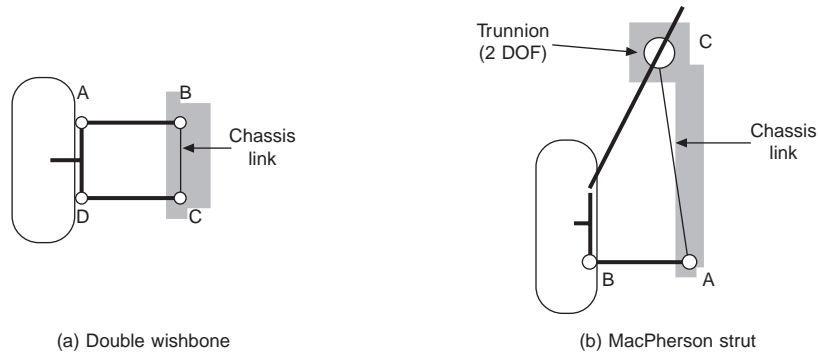 A
B
Chassis
link
D
C
(a) Double wishbone
Trunnion
(2 DOF)
C
Chassis
link
B
A
(b) MacPherson strut